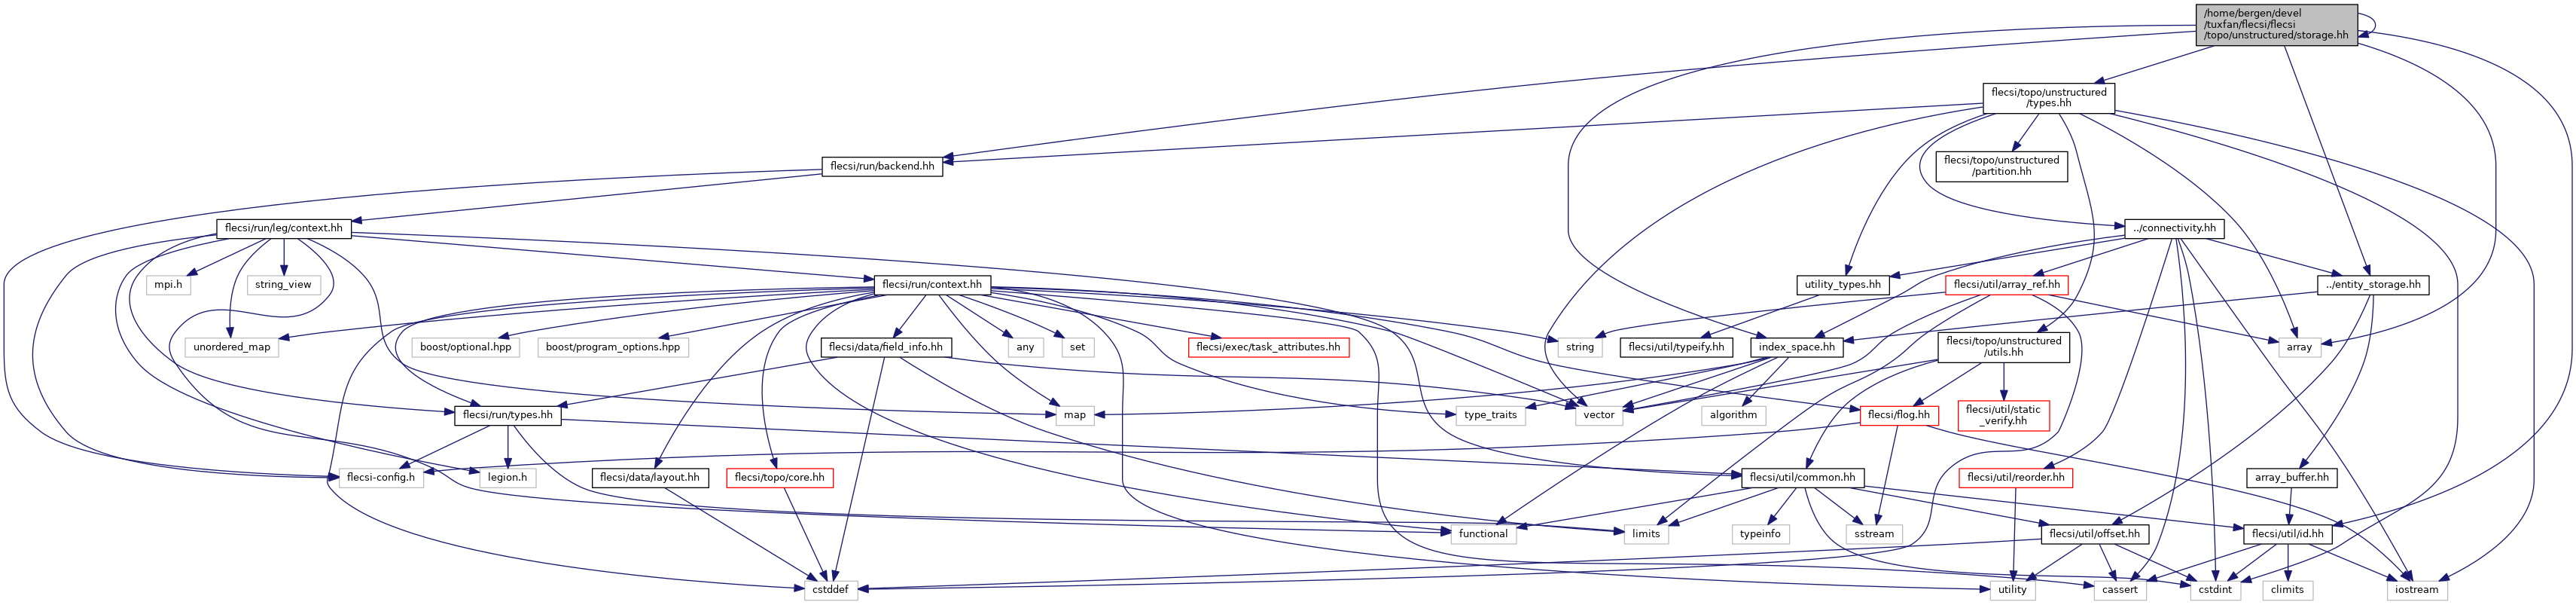 /home/bergen/devel
/tuxfan/flecsi/flecsi
/topo/unstructured/storage.hh
flecsi/topo/unstructured
/types.hh
flecsi/run/backend.hh
flecsi/topo/unstructured
/partition.hh
flecsi/run/leg/context.hh
../connectivity.hh
mpi.h
string_view
flecsi/run/context.hh
utility_types.hh
flecsi/util/array_ref.hh
../entity_storage.hh
unordered_map
boost/optional.hpp
boost/program_options.hpp
flecsi/data/field_info.hh
any
set
flecsi/exec/task_attributes.hh
string
flecsi/util/typeify.hh
index_space.hh
flecsi/topo/unstructured
/utils.hh
array
flecsi/run/types.hh
map
type_traits
vector
algorithm
flecsi/flog.hh
flecsi/util/static
_verify.hh
flecsi-config.h
legion.h
flecsi/data/layout.hh
flecsi/topo/core.hh
flecsi/util/common.hh
flecsi/util/reorder.hh
array_buffer.hh
functional
limits
typeinfo
sstream
flecsi/util/offset.hh
flecsi/util/id.hh
cstddef
utility
cassert
cstdint
climits
iostream